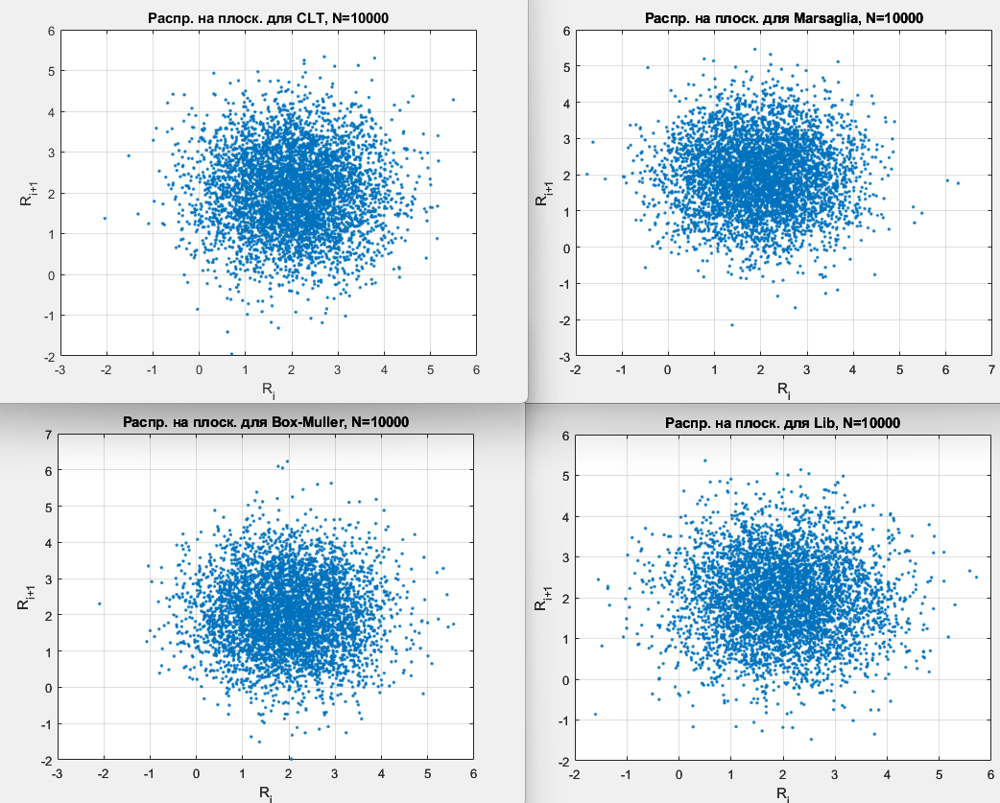 Распр. на плоск. для CLT, N=10000
6
5
4
3
2
1
0
-1
-2
R_{i+1}
-3 -2 -1 0 1 2 3 4 5 6
R_i
Распр. на плоск. для Marsaglia, N=10000
6
5
4
3
2
1
0
-1
-2
-3
R_{i+1}
-2 -1 0 1 2 3 4 5 6 7
R_i
Распр. на плоск. для Box-Muller, N=10000
7
6
5
4
3
2
1
0
-1
-2
R_{i+1}
-3 -2 -1 0 1 2 3 4 5 6
R_i
Распр. на плоск. для Lib, N=10000
6
5
4
3
2
1
0
-1
-2
R_{i+1}
-2 -1 0 1 2 3 4 5 6
R_i